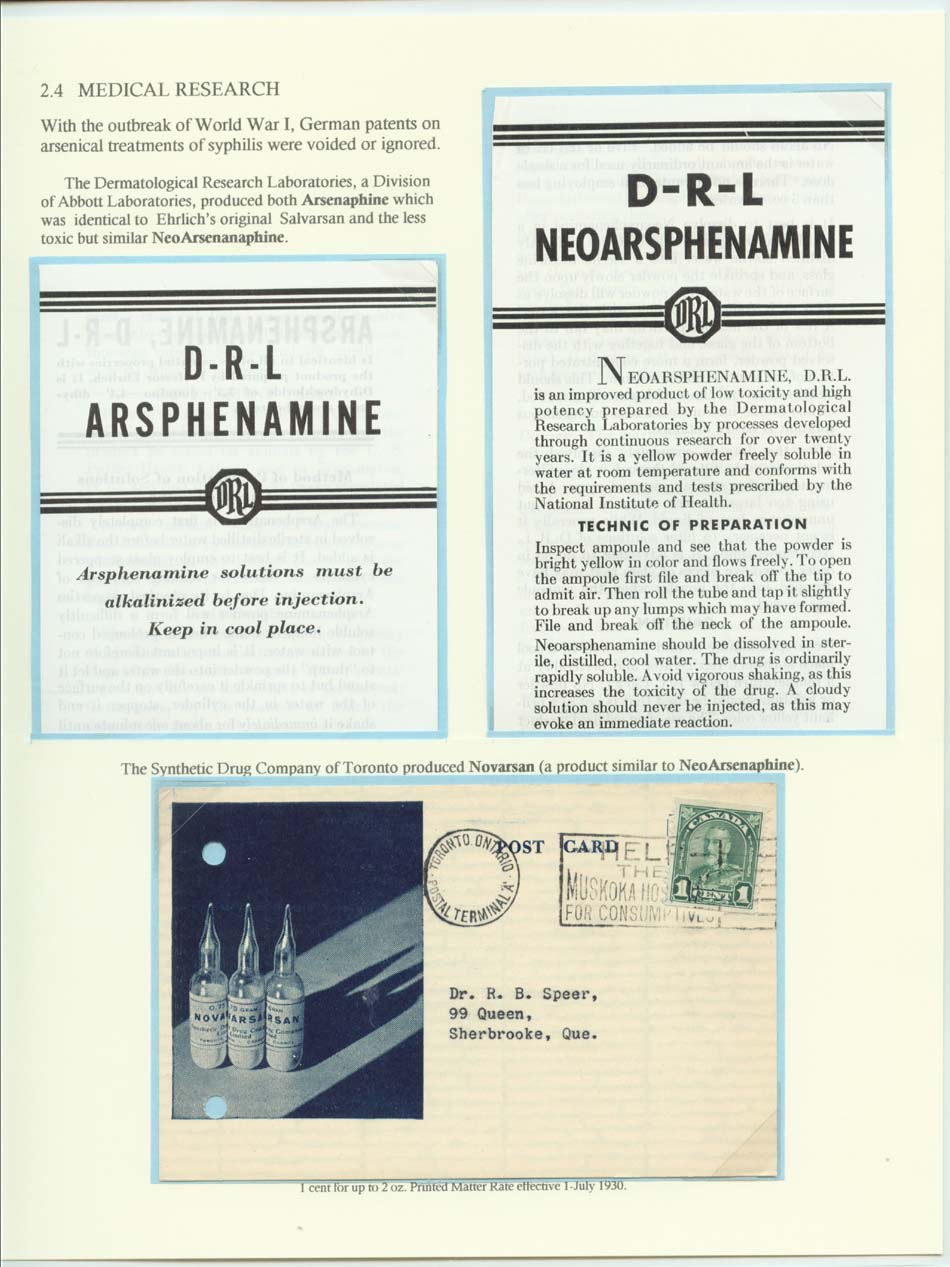 2.4 MEDICAL RESEARCH
With the outbreak of World War I, German patents on
arsenical treatments of syphilis were voided or ignored.
The Dermatological Research Laboratories, a Division
of Abbott Laboratories, produced both Arsenaphine which
was identical to Ehrlich's original Salvarsan and the less
toxic but similar NeoArsenanaphine.
D-R-L
ARSPHENAMINE
DRL
Arsphenamine solutions must be
alkalinized before injection.
Keep in cool place.
D-R-L
NEOARSPHENAMINE
DRL
NEOARSPHENAMINE, D.R.L.
is an improved product of low toxicity and high
potency prepared by the Dermatological
Research Laboratories by processes developed
through continuous research for over twenty
years. It is a yellow powder freely soluble in
water at room temperature and conforms with
the requirements and tests prescribed by the
National Institute of Health.
TECHNIC OF PREPARATION
Inspect ampoule and see that the powder is
bright yellow in color and flows freely. To open
the ampoule first file and break off the tip to
admit air. Then roll the tube and tap it slightly
to break up any lumps which may have formed.
File and break off the neck of the ampoule.
Neoarsphenamine should be dissolved in ster-
ile, distilled, cool water. The drug is ordinarily
rapidly soluble. Avoid vigorous shaking, as this
increases the toxicity of the drug. A cloudy
solution should never be injected, as this may
evoke an immediate reaction.
The Synthetic Drug Company of Toronto produced Novarsan (a product similar to NeoArsenaphine).
POST CARD
TORONTO. ONTARIO
POSTAL TERMINAL "A"
HELP
THE
MUSKOKA HOS
FOR CONSUMPTIVES
CANADA
1 CENT 1
NOVARSAN
Dr. R. B. Speer,
99 Queen,
Sherbrooke, Que.
1 cent for up to 2 oz. Printed Matter Rate effective 1-July 1930.